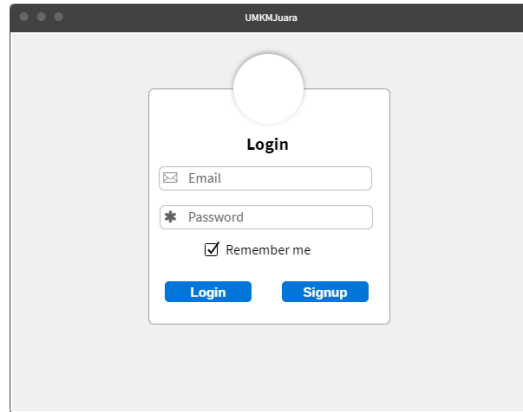 UMKMJuara
Login
Email
Password
Remember me
Login Signup